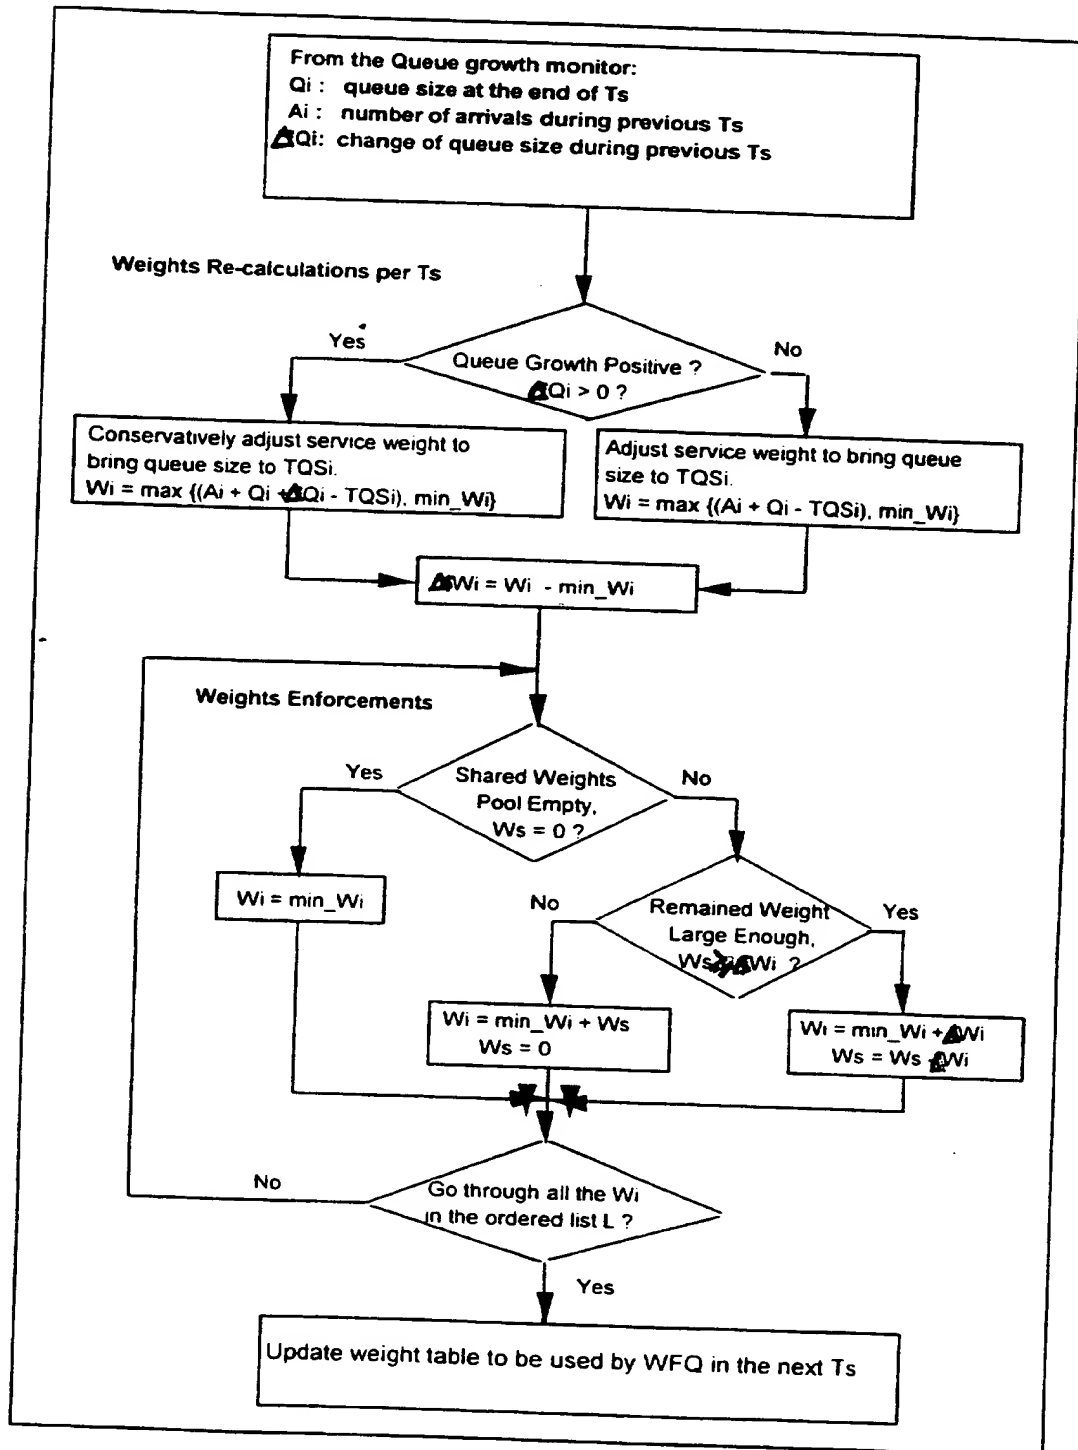 From the Queue growth monitor:
Qi : queue size at the end of Ts
Ai : number of arrivals during previous Ts
ΔQi: change of queue size during previous Ts
Weights Re-calculations per Ts
Yes
Queue Growth Positive ?
ΔQi > 0 ?
No
Conservatively adjust service weight to
bring queue size to TQSi.
Wi = max {(Ai + Qi +ΔQi - TQSi), min_Wi}
Adjust service weight to bring queue
size to TQSi.
Wi = max {(Ai + Qi - TQSi), min_Wi}
ΔWi = Wi - min_Wi
Weights Enforcements
Yes
Shared Weights
Pool Empty,
Ws = 0 ?
No
Wi = min_Wi
No
Remained Weight
Large Enough,
Ws ΔWi ?
Yes
Wi = min_Wi + Ws
Ws = 0
Wi = min_Wi +ΔWi
Ws = Ws -ΔWi
No
Go through all the Wi
in the ordered list L ?
Yes
Update weight table to be used by WFQ in the next Ts